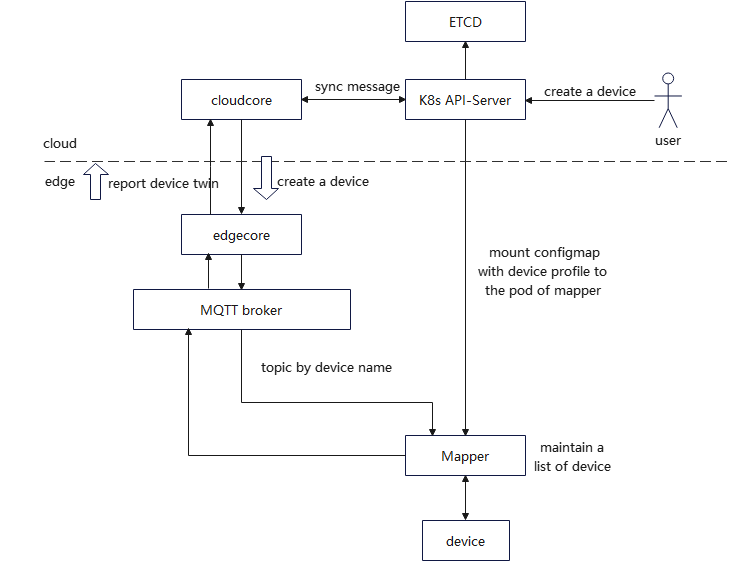 ETCD
sync message
create a device
cloudcore
K8s API-Server
user
cloud
edge
report device twin
create a device
edgecore
mount configmap
with device profile to
the pod of mapper
MQTT broker
topic by device name
Mapper
maintain a
list of device
device